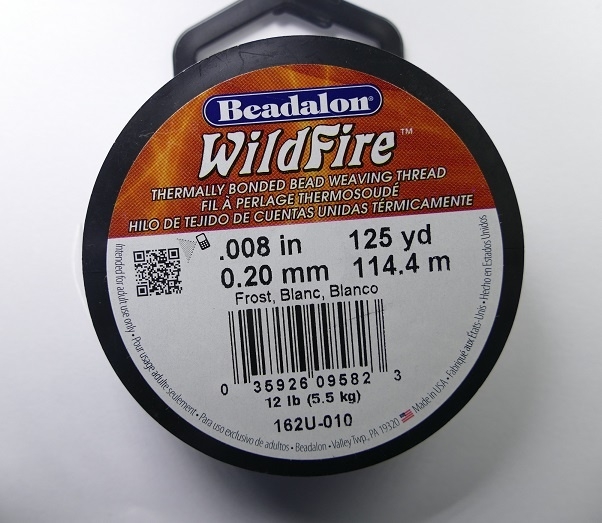 Beadalon®
WildFire™
THERMALLY BONDED BEAD WEAVING THREAD
FIL À PERLAGE THERMOSOUDÉ
HILO DE TEJIDO DE CUENTAS UNIDAS TÉRMICAMENTE
.008 in 125 yd
0.20 mm 114.4 m
Frost, Blanc, Blanco
0 35926 09582 3
12 lb (5.5 kg)
162U-010
Intended for adult use only • Pour usage adulte seulement • Para uso exclusivo de adultos • Beadalon • Valley Twp., PA 19320 Made in USA • Fabriqué aux États-Unis • Hecho en Estados Unidos